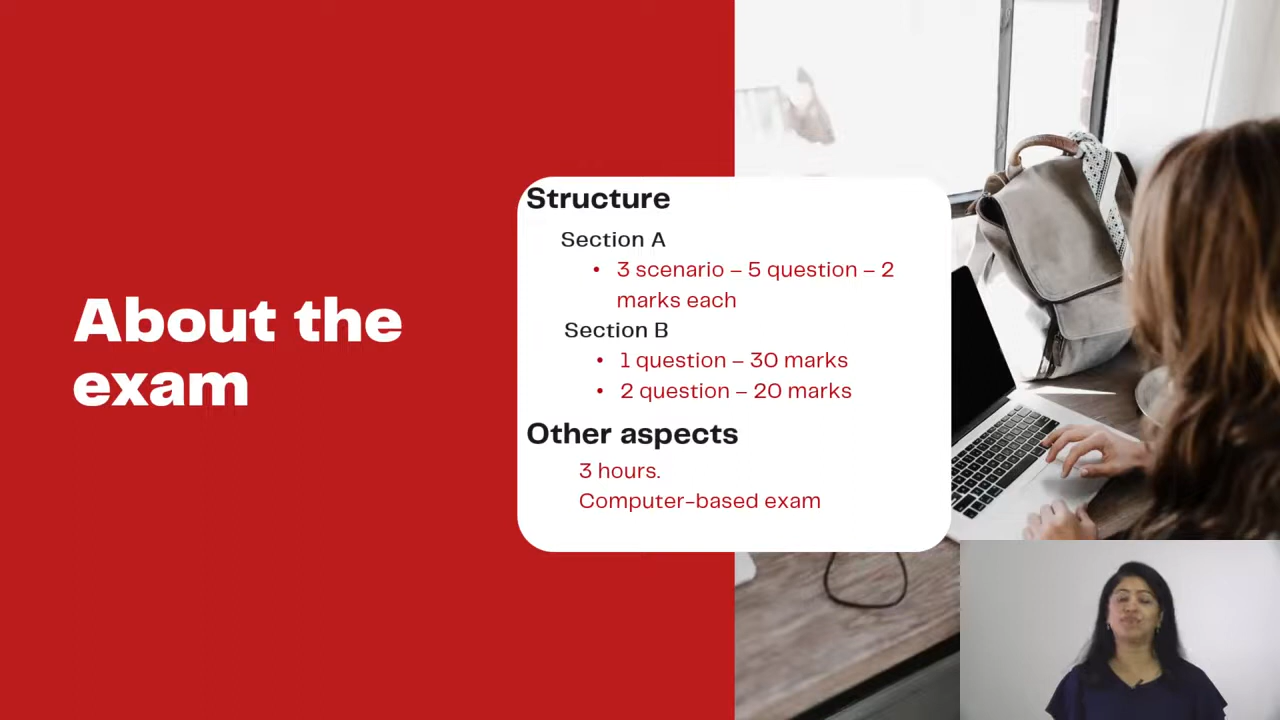 About the
exam
Structure
Section A
• 3 scenario – 5 question – 2
marks each
Section B
• 1 question – 30 marks
• 2 question – 20 marks
Other aspects
3 hours.
Computer-based exam